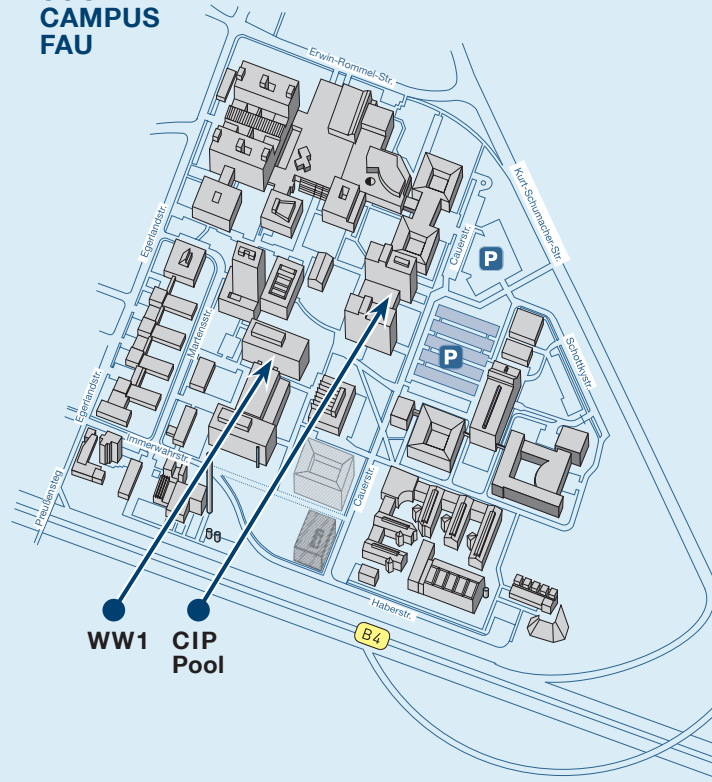 CAMPUS
FAU
Erwin-Rommel-Str.
Kurt-Schumacher-Str.
Egerlandstr.
Cauerstr.
P
Martensstr.
Schottkystr.
P
Egerlandstr.
Immerwahrstr.
Cauerstr.
Preußensteg
Haberstr.
B4
WW1
CIP
Pool